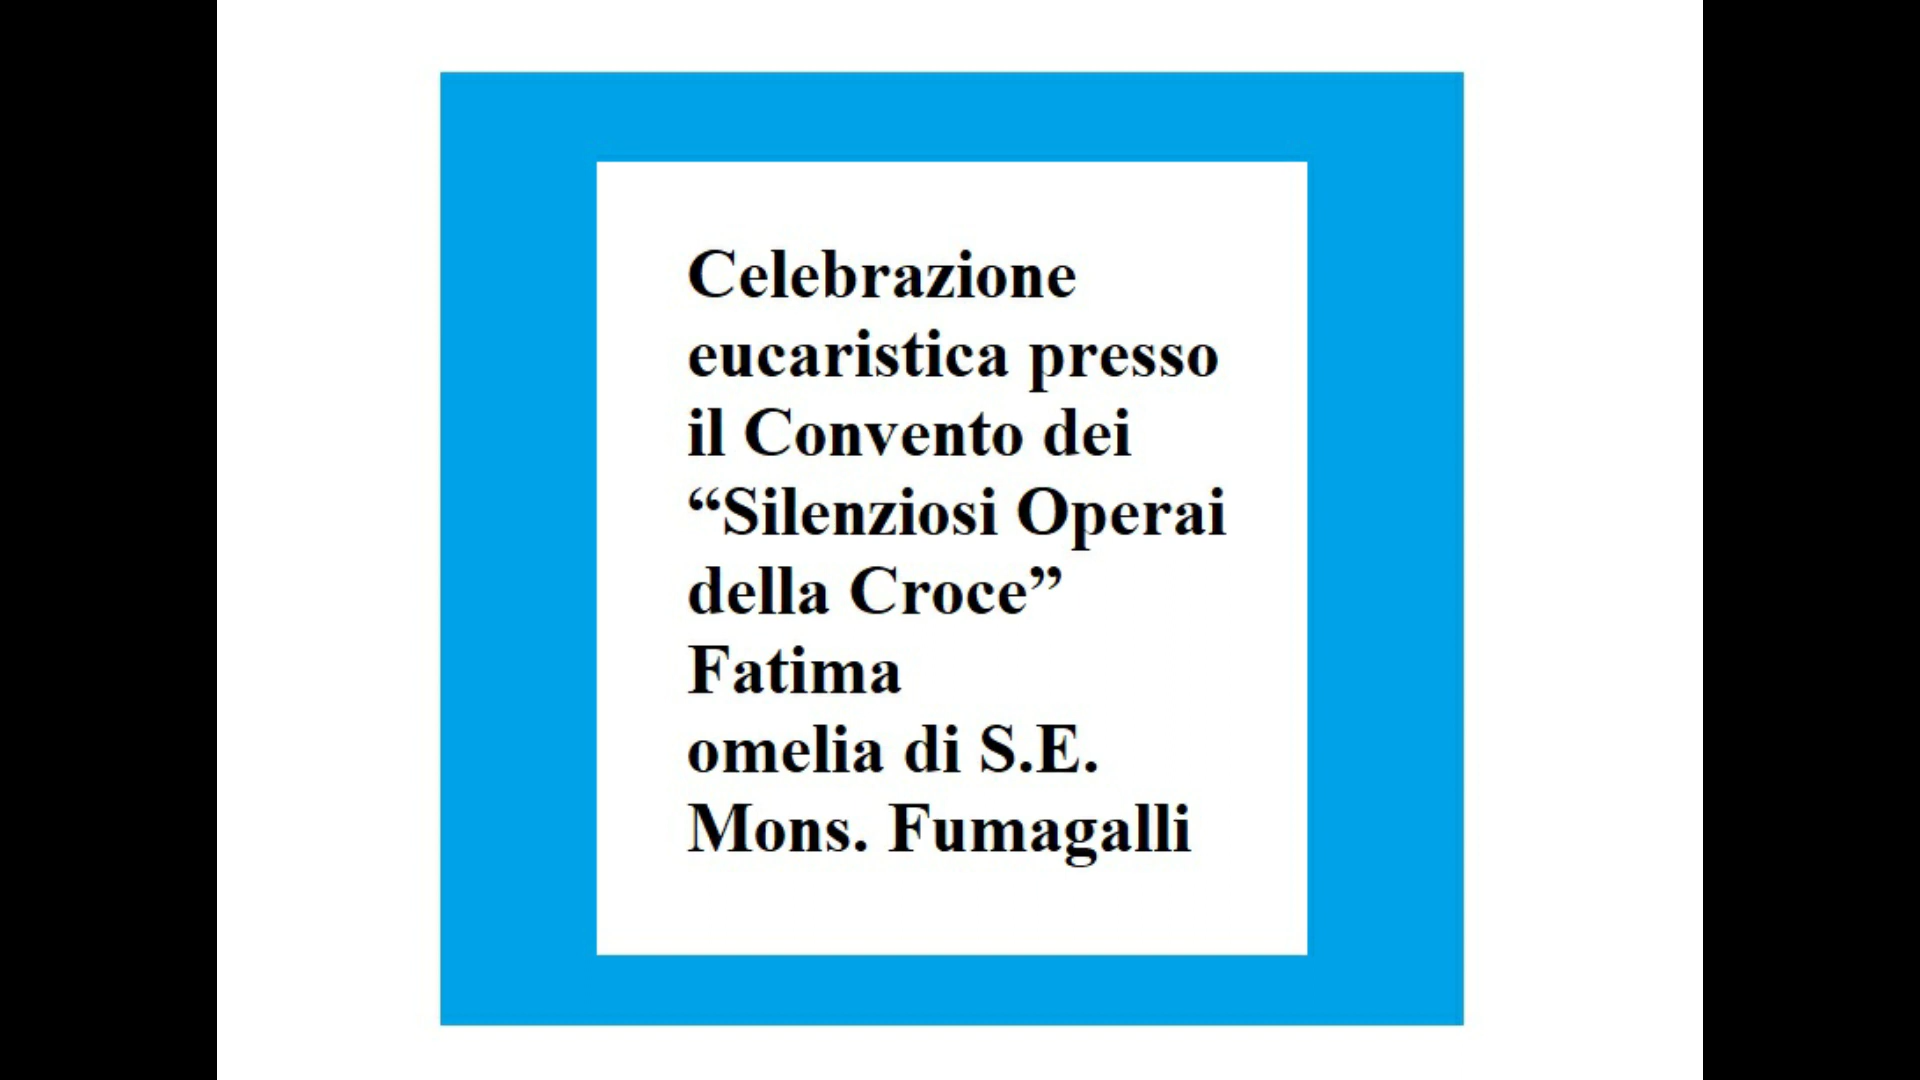 Celebrazione
eucaristica presso
il Convento dei
“Silenziosi Operai
della Croce”
Fatima
omelia di S.E.
Mons. Fumagalli